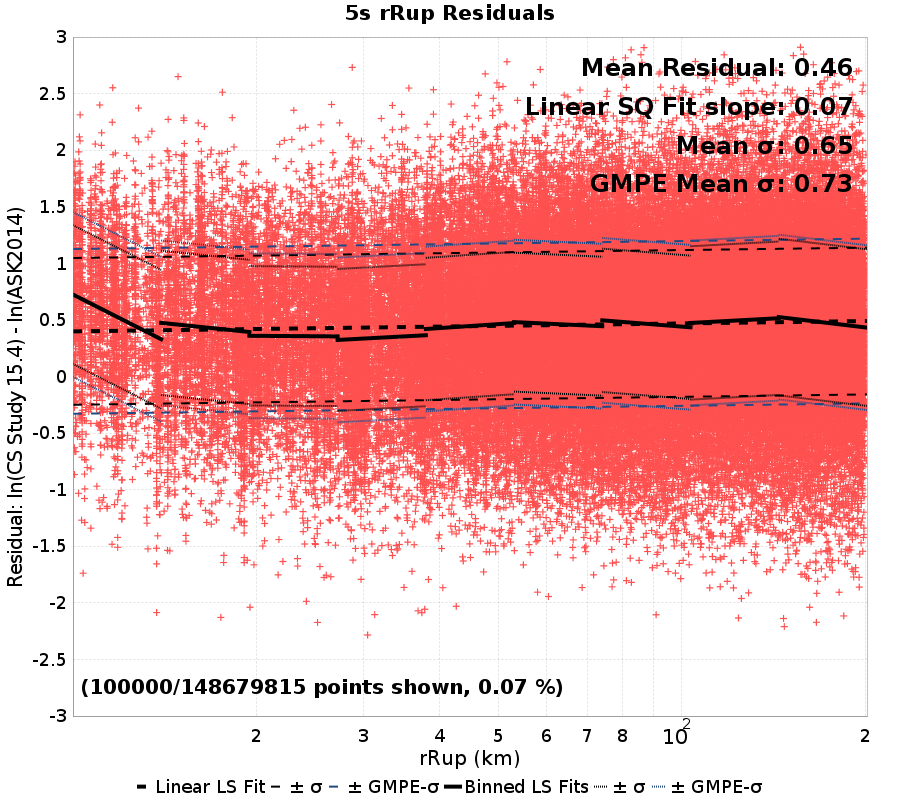 5s rRup Residuals
Residual: ln(CS Study 15.4) - ln(ASK2014)
3
2.5
2
1.5
1
0.5
0
-0.5
-1
-1.5
-2
-2.5
-3
Mean Residual: 0.46
Linear SQ Fit slope: 0.07
Mean σ: 0.65
GMPE Mean σ: 0.73
(100000/148679815 points shown, 0.07 %)
2 3 4 5 6 7 8 10² 2
rRup (km)
Linear LS Fit ± σ ± GMPE-σ Binned LS Fits ± σ ± GMPE-σ